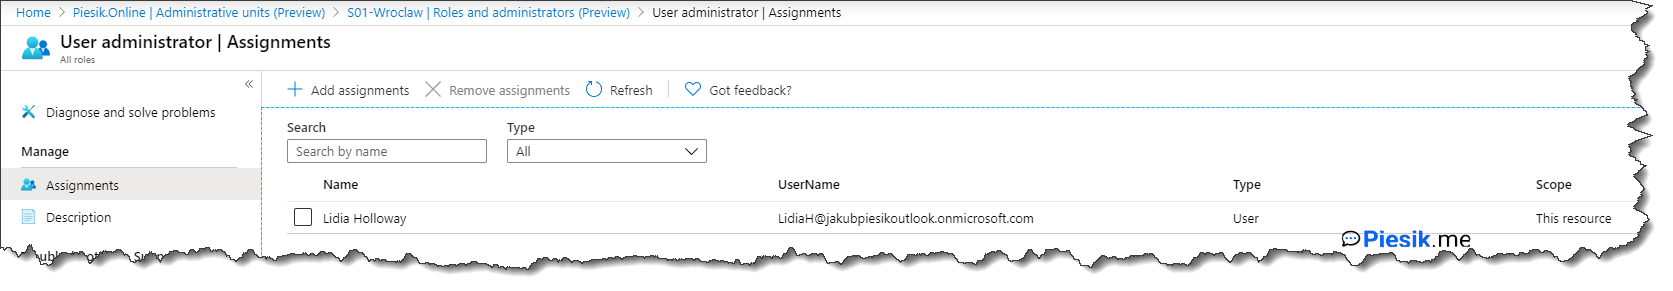 Home > Piesik.Online | Administrative units (Preview) > S01-Wroclaw | Roles and administrators (Preview) > User administrator | Assignments
User administrator | Assignments
All roles
«
Diagnose and solve problems
Manage
Assignments
Description
Add assignments Remove assignments Refresh Got feedback?
Search Type
Search by name All
Name UserName Type Scope
Lidia Holloway LidiaH@jakubpiesikoutlook.onmicrosoft.com User This resource
Piesik.me